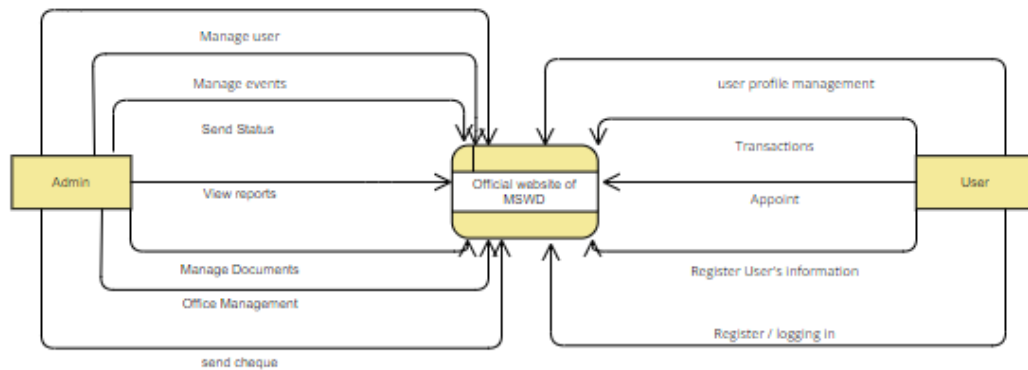 Manage user
user profile management
Manage events
Send Status
Transactions
Admin
Official website of
MSWD
User
View reports
Appoint
Manage Documents
Register User's information
Office Management
Register / logging in
send cheque